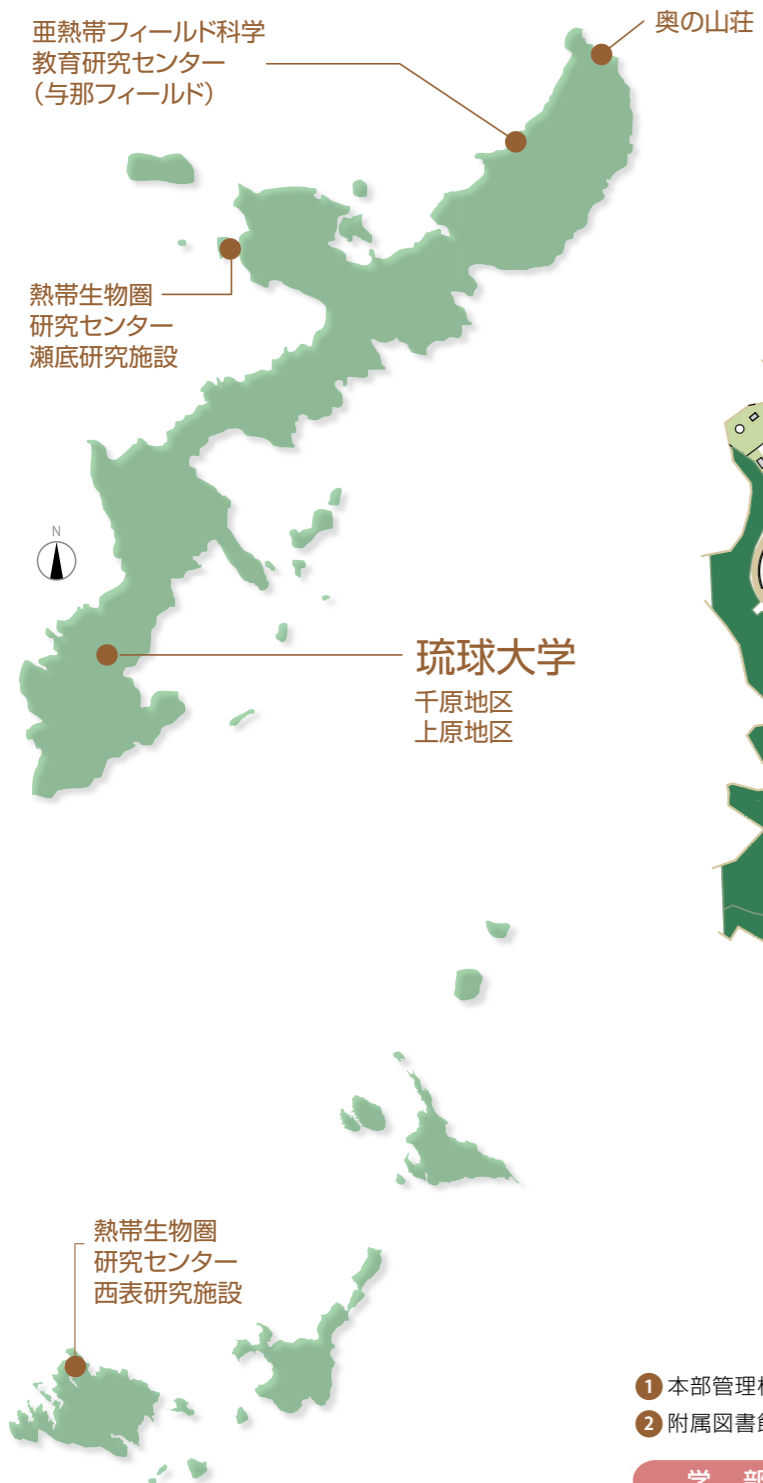 亜熱帯フィールド科学
教育研究センター
（与那フィールド）
奥の山荘
熱帯生物圏
研究センター
瀬底研究施設
N
琉球大学
千原地区
上原地区
熱帯生物圏
研究センター
西表研究施設
1 本部管理
2 附属図書館
学 部